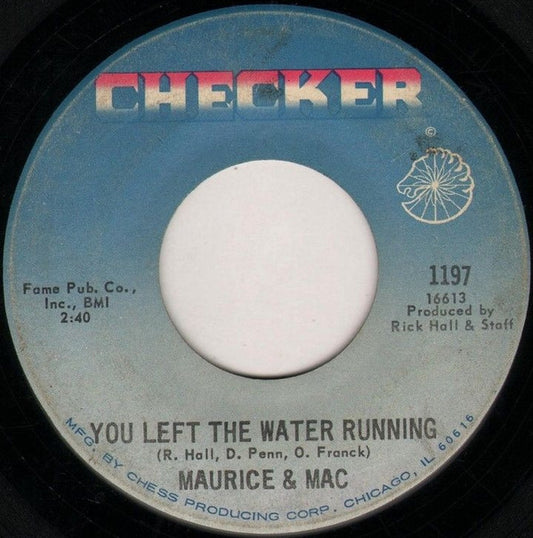 CHECKER
©
Fame Pub. Co.,
Inc., BMI
2:40
1197
16613
Produced by
Rick Hall & Staff
YOU LEFT THE WATER RUNNING
(R. Hall, D. Penn, O. Franck)
MAURICE & MAC
MFG. BY CHESS PRODUCING CORP. CHICAGO, IL 60616